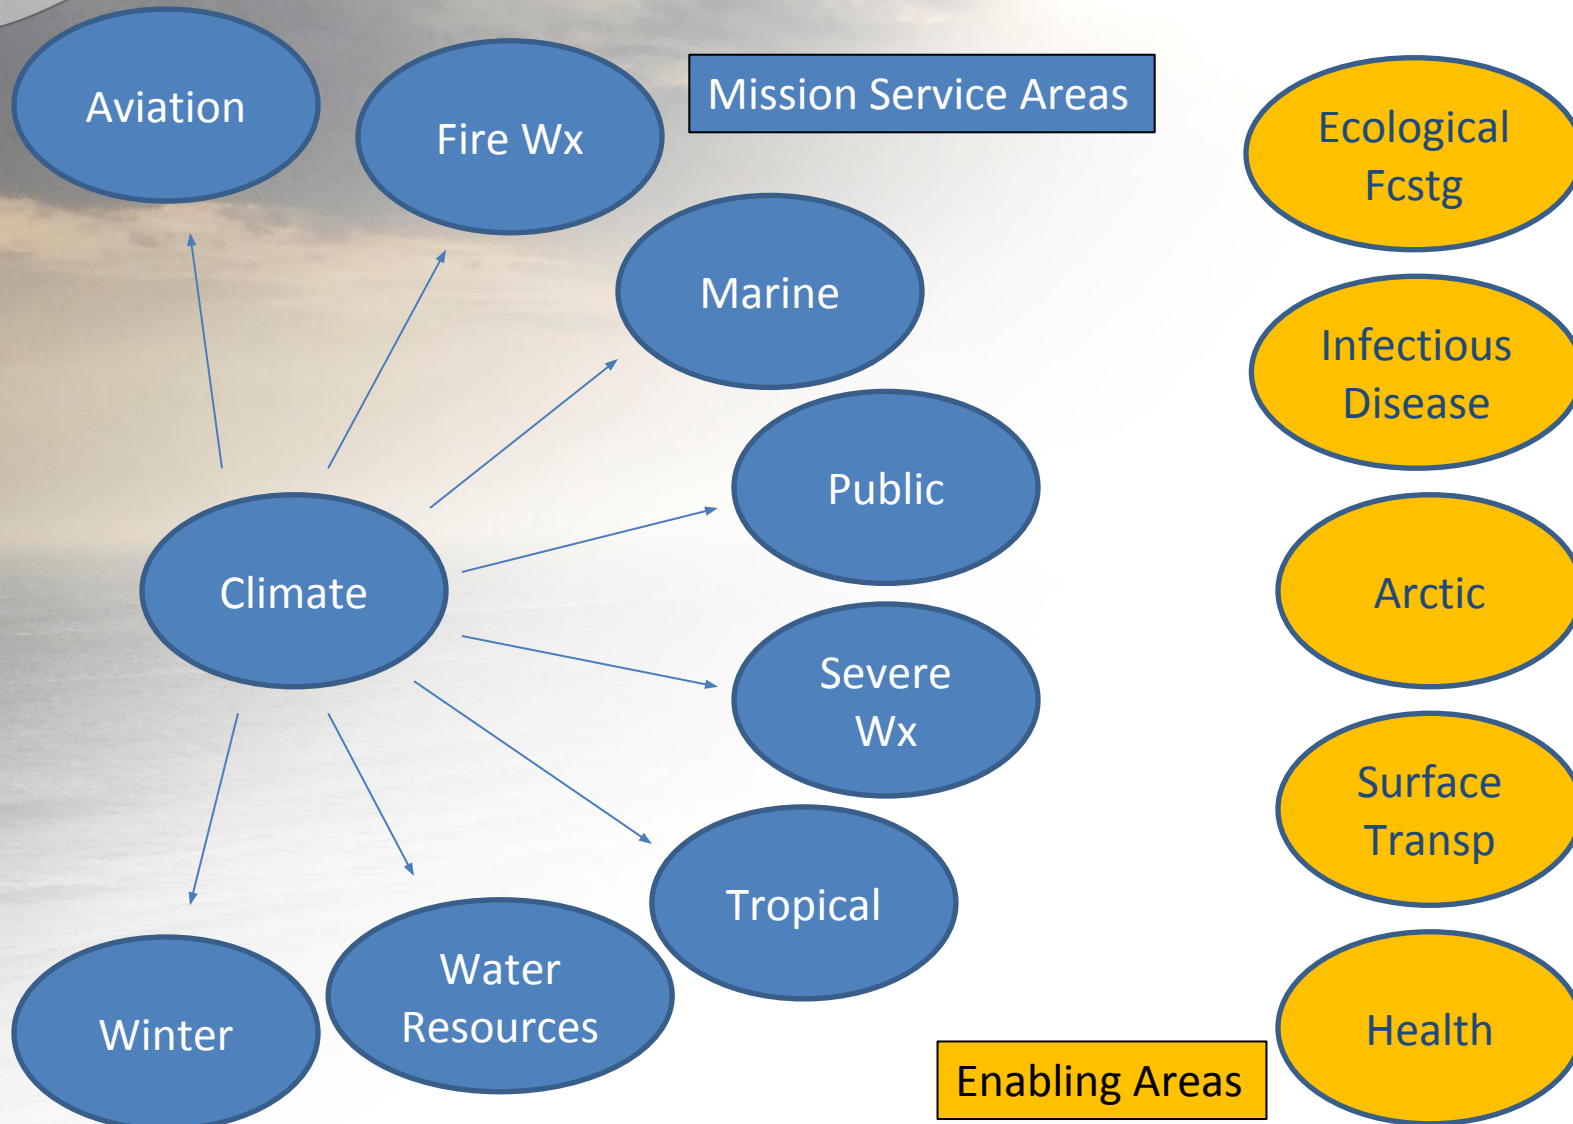 Aviation
Fire Wx
Mission Service Areas
Marine
Public
Climate
Severe
Wx
Tropical
Water
Resources
Winter
Ecological
Fcstg
Infectious
Disease
Arctic
Surface
Transp
Health
Enabling Areas